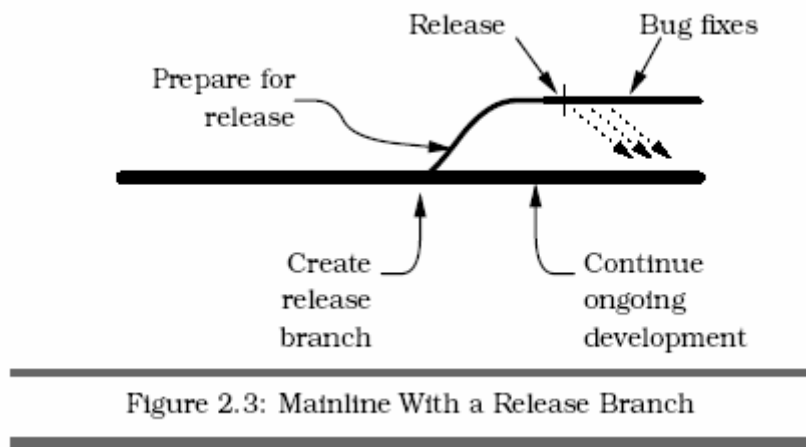 Release
Bug fixes
Prepare for
release
Create
release
branch
Continue
ongoing
development
Figure 2.3: Mainline With a Release Branch